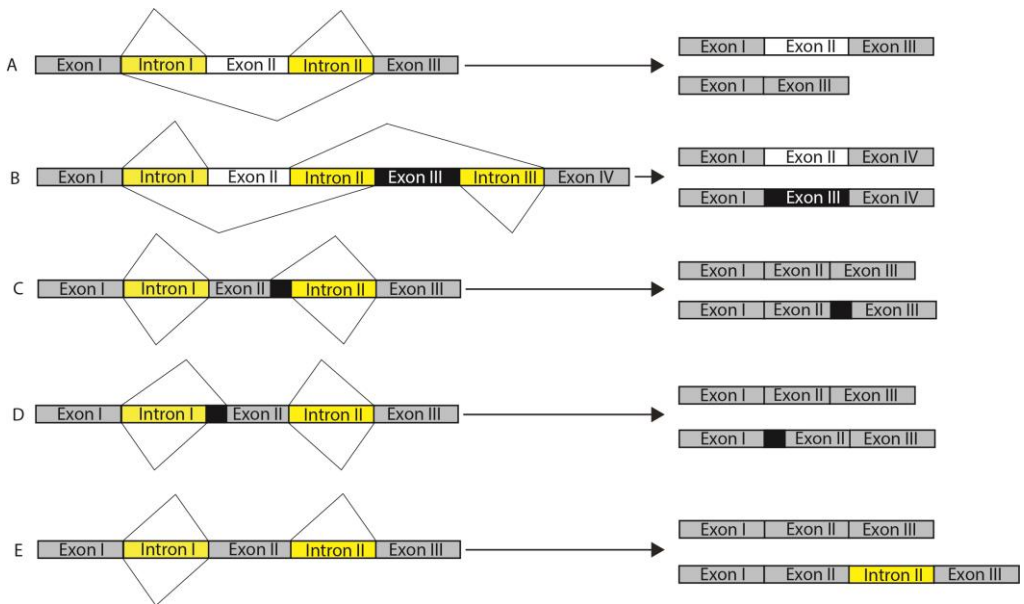 Exon I Exon II Exon III
A Exon I Intron I Exon II Intron II Exon III
Exon I Exon III
Exon I Exon II Exon IV
B Exon I Intron I Exon II Intron II Exon III Intron III Exon IV
Exon I Exon III Exon IV
Exon I Exon II Exon III
C Exon I Intron I Exon II Intron II Exon III
Exon I Exon II Exon III
Exon I Exon II Exon III
D Exon I Intron I Exon II Intron II Exon III
Exon I Exon II Exon III
Exon I Exon II Exon III
E Exon I Intron I Exon II Intron II Exon III
Exon I Exon II Intron II Exon III